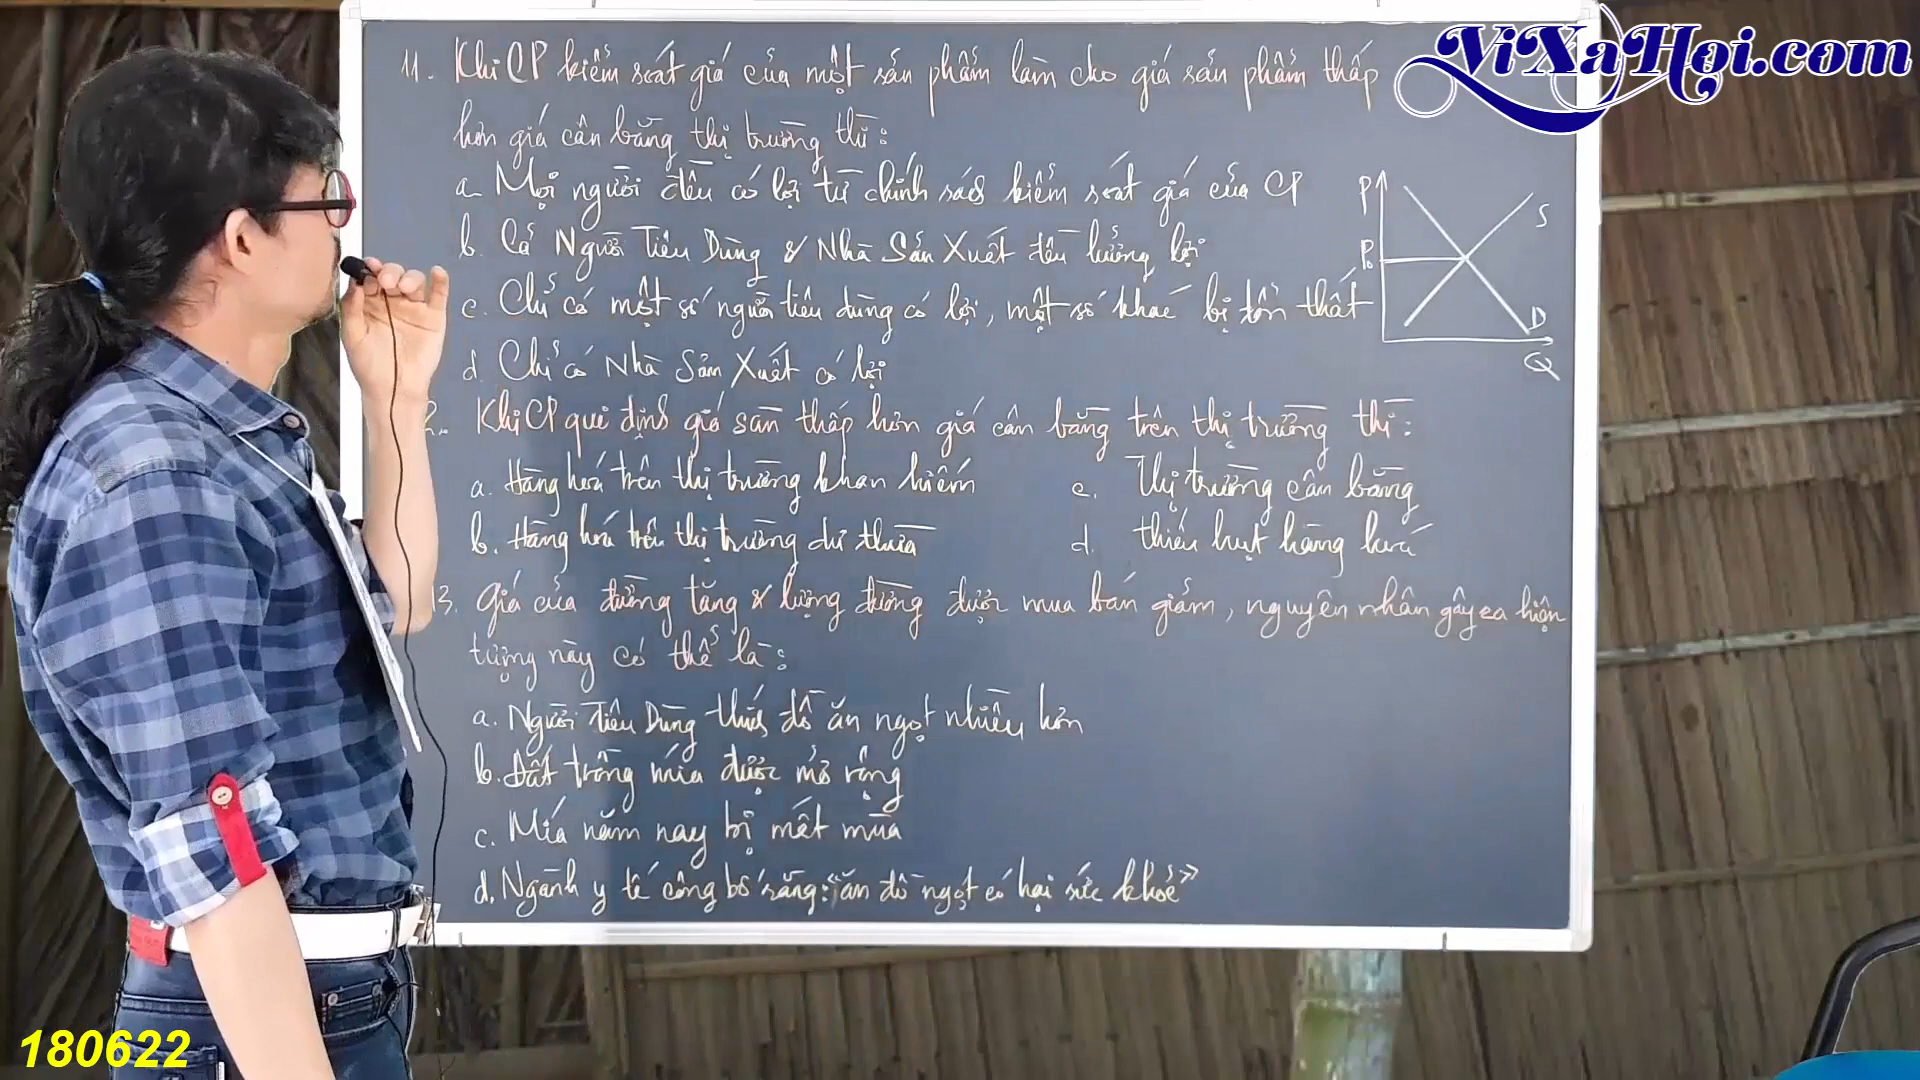 ViXaHoi.com
11. Khi CP kiểm soát giá của một sản phẩm làm cho giá sản phẩm thấp
hơn giá cân bằng thị trường thì:
a. Mọi người đều có lợi từ chính sách kiểm soát giá của CP
b. Cả Người Tiêu Dùng & Nhà Sản Xuất đều hưởng lợi
c. Chỉ có một số người tiêu dùng có lợi, một số khác bị tổn thất
d. Chỉ có Nhà Sản Xuất có lợi
P
S
P₀
D
Q
2. Khi CP qui định giá sàn thấp hơn giá cân bằng trên thị trường thì:
a. Hàng hoá trên thị trường khan hiếm
c. Thị trường cân bằng
b. Hàng hoá trên thị trường dư thừa
d. thiếu hụt hàng hoá
13. Giá của đường tăng & lượng đường được mua bán giảm, nguyên nhân gây ra hiện
tượng này có thể là:
a. Người Tiêu Dùng thích đồ ăn ngọt nhiều hơn
b. Đất trồng mía được mở rộng
c. Mía năm nay bị mất mùa
d. Ngành y tế công bố rằng: "ăn đồ ngọt có hại sức khoẻ"
180622